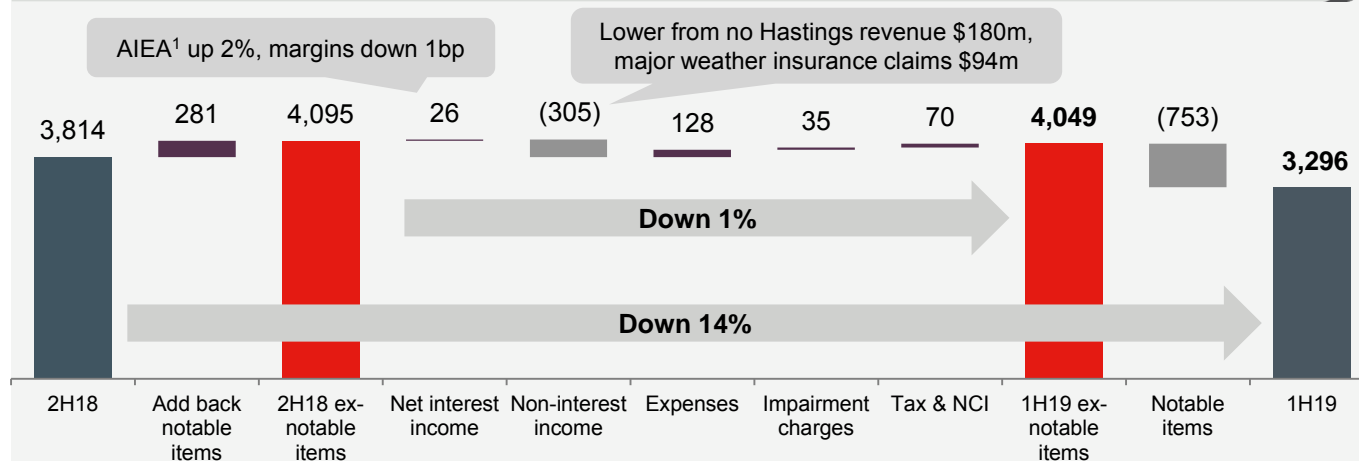 AIEA¹ up 2%, margins down 1bp
Lower from no Hastings revenue $180m,
major weather insurance claims $94m
3,814
281
4,095
26
(305)
128
35
70
4,049
(753)
3,296
Down 1%
Down 14%
2H18
Add back
notable
items
2H18 ex-
notable
items
Net interest
income
Non-interest
income
Expenses
Impairment
charges
Tax & NCI
1H19 ex-
notable
items
Notable
items
1H19